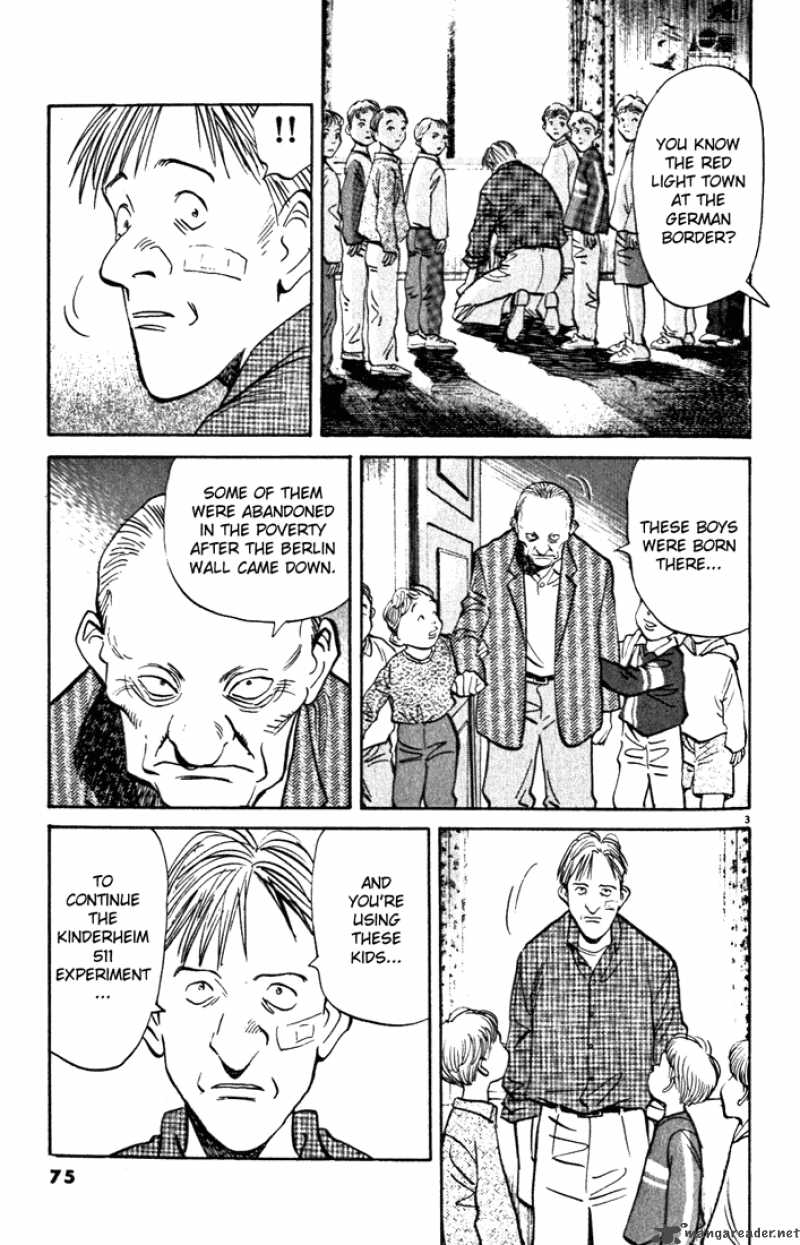 YOU KNOW
THE RED
LIGHT TOWN
AT THE
GERMAN
BORDER?
!!
THESE BOYS
WERE BORN
THERE...
SOME OF THEM
WERE ABANDONED
IN THE POVERTY
AFTER THE BERLIN
WALL CAME DOWN.
3
AND
YOU'RE
USING
THESE
KIDS...
TO
CONTINUE
THE
KINDERHEIM
511
EXPERIMENT
...
75
mangareader.net